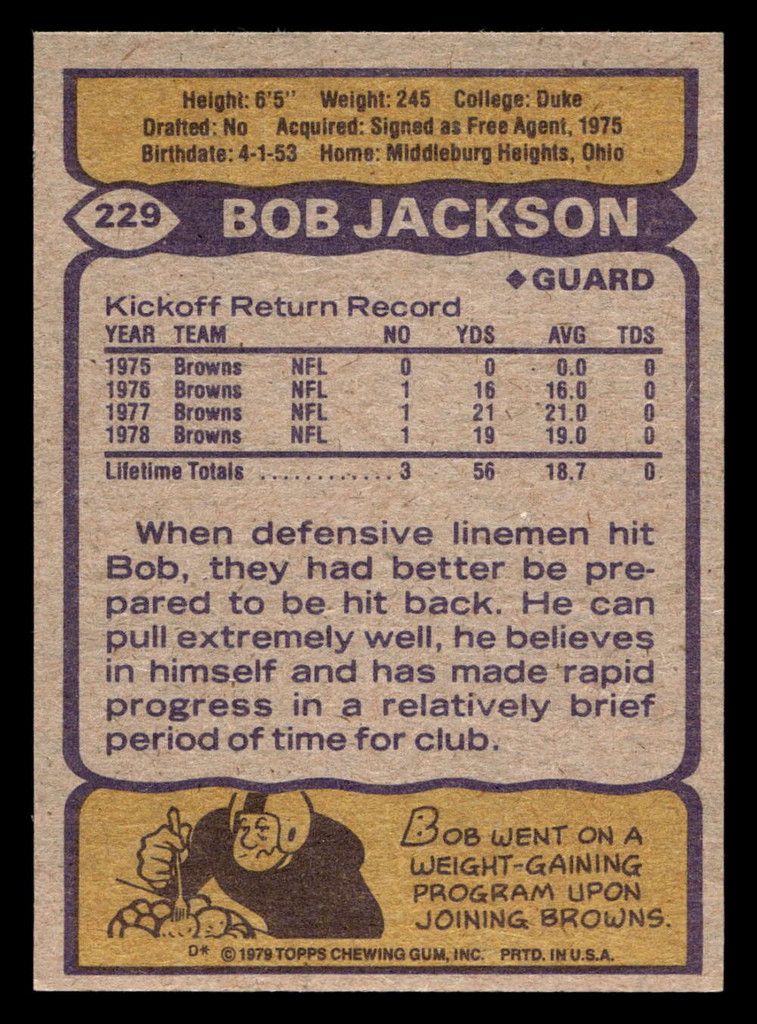 Height: 6'5" Weight: 245 College: Duke
Drafted: No Acquired: Signed as Free Agent, 1975
Birthdate: 4-1-53 Home: Middleburg Heights, Ohio
229 BOB JACKSON
◆GUARD
Kickoff Return Record
YEAR TEAM NO YDS AVG TDS
1975 Browns NFL 0 0 0.0 0
1976 Browns NFL 1 16 16.0 0
1977 Browns NFL 1 21 21.0 0
1978 Browns NFL 1 19 19.0 0
Lifetime Totals ............. 3 56 18.7 0
When defensive linemen hit
Bob, they had better be pre-
pared to be hit back. He can
pull extremely well, he believes
in himself and has made rapid
progress in a relatively brief
period of time for club.
BOB WENT ON A
WEIGHT-GAINING
PROGRAM UPON
JOINING BROWNS.
D* © 1979 TOPPS CHEWING GUM, INC. PRTD. IN U.S.A.